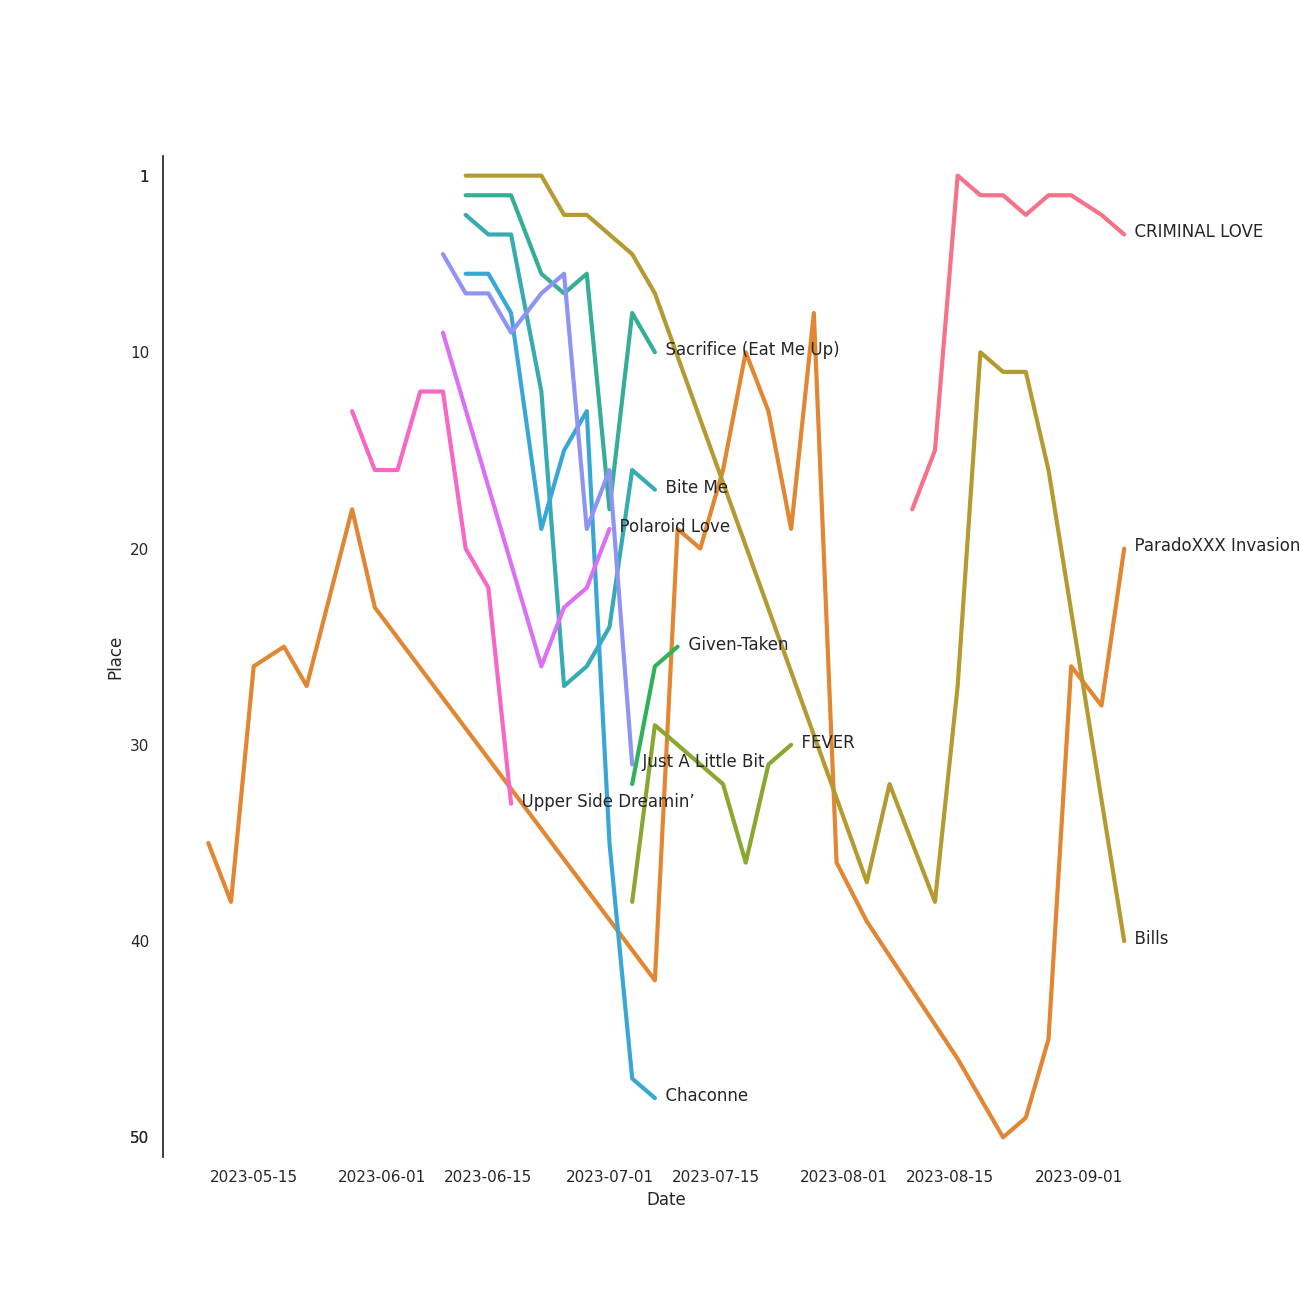 1
CRIMINAL LOVE
10
Sacrifice (Eat Me Up)
Bite Me
Polaroid Love
20
ParadoXXX Invasion
Given-Taken
Place
30
FEVER
Just A Little Bit
Upper Side Dreamin’
40
Bills
Chaconne
50
2023-05-15
2023-06-01
2023-06-15
2023-07-01
2023-07-15
2023-08-01
2023-08-15
2023-09-01
Date